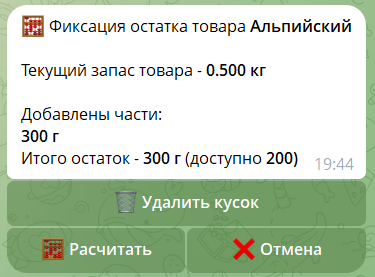 Фиксация остатка товара Альпийский
Текущий запас товара - 0.500 кг
Добавлены части:
300 г
Итого остаток - 300 г (доступно 200)
19:44
Удалить кусок
Расчитать
Отмена